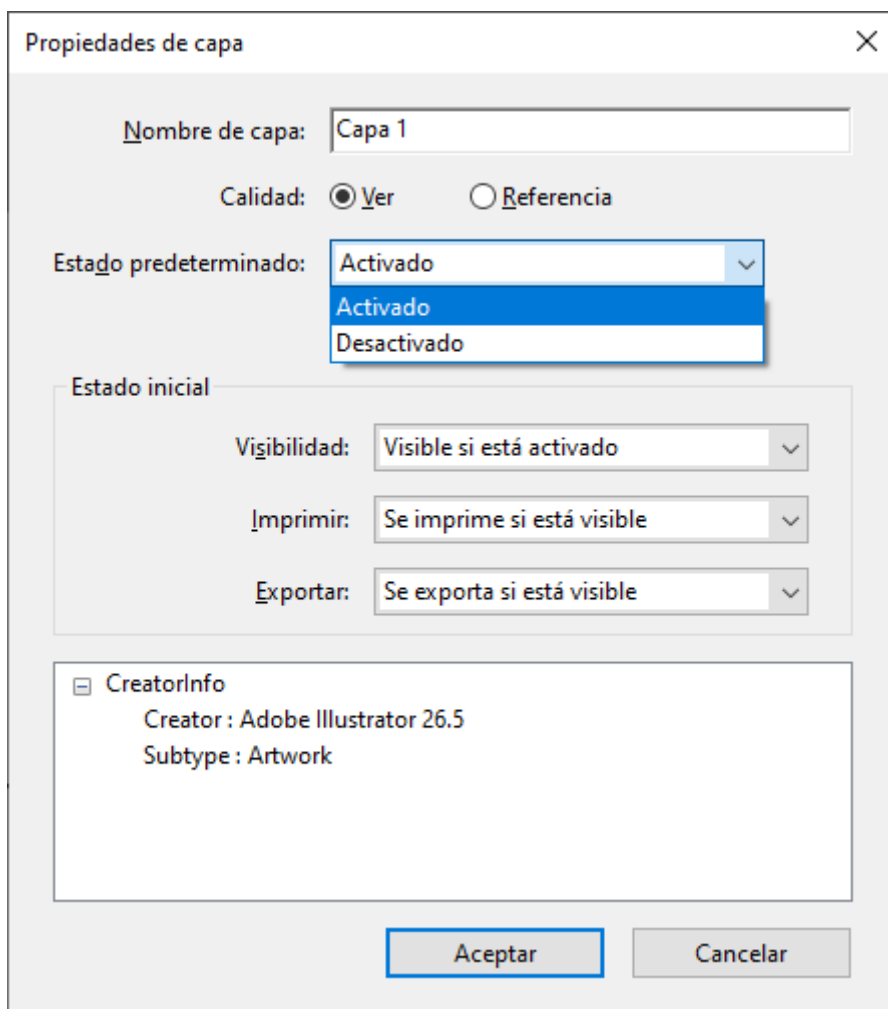 Propiedades de capa
Nombre de capa: Capa 1
Calidad: Ver Referencia
Estado predeterminado: Activado
Activado
Desactivado
Estado inicial
Visibilidad: Visible si está activado
Imprimir: Se imprime si está visible
Exportar: Se exporta si está visible
CreatorInfo
Creator : Adobe Illustrator 26.5
Subtype : Artwork
Aceptar Cancelar